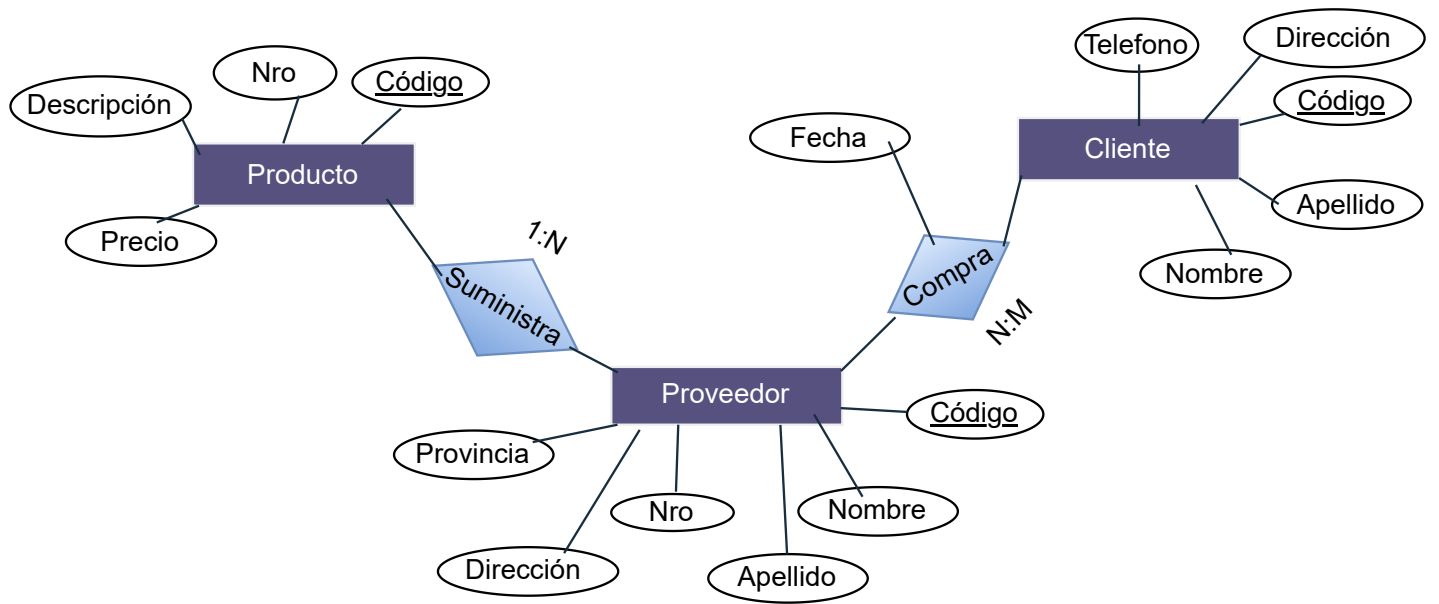 Telefono
Dirección
Nro
Código
Código
Descripción
Fecha
Cliente
Producto
Apellido
Precio
1:N
Nombre
Compra
Suministra
N:M
Proveedor
Código
Provincia
Nro
Nombre
Dirección
Apellido